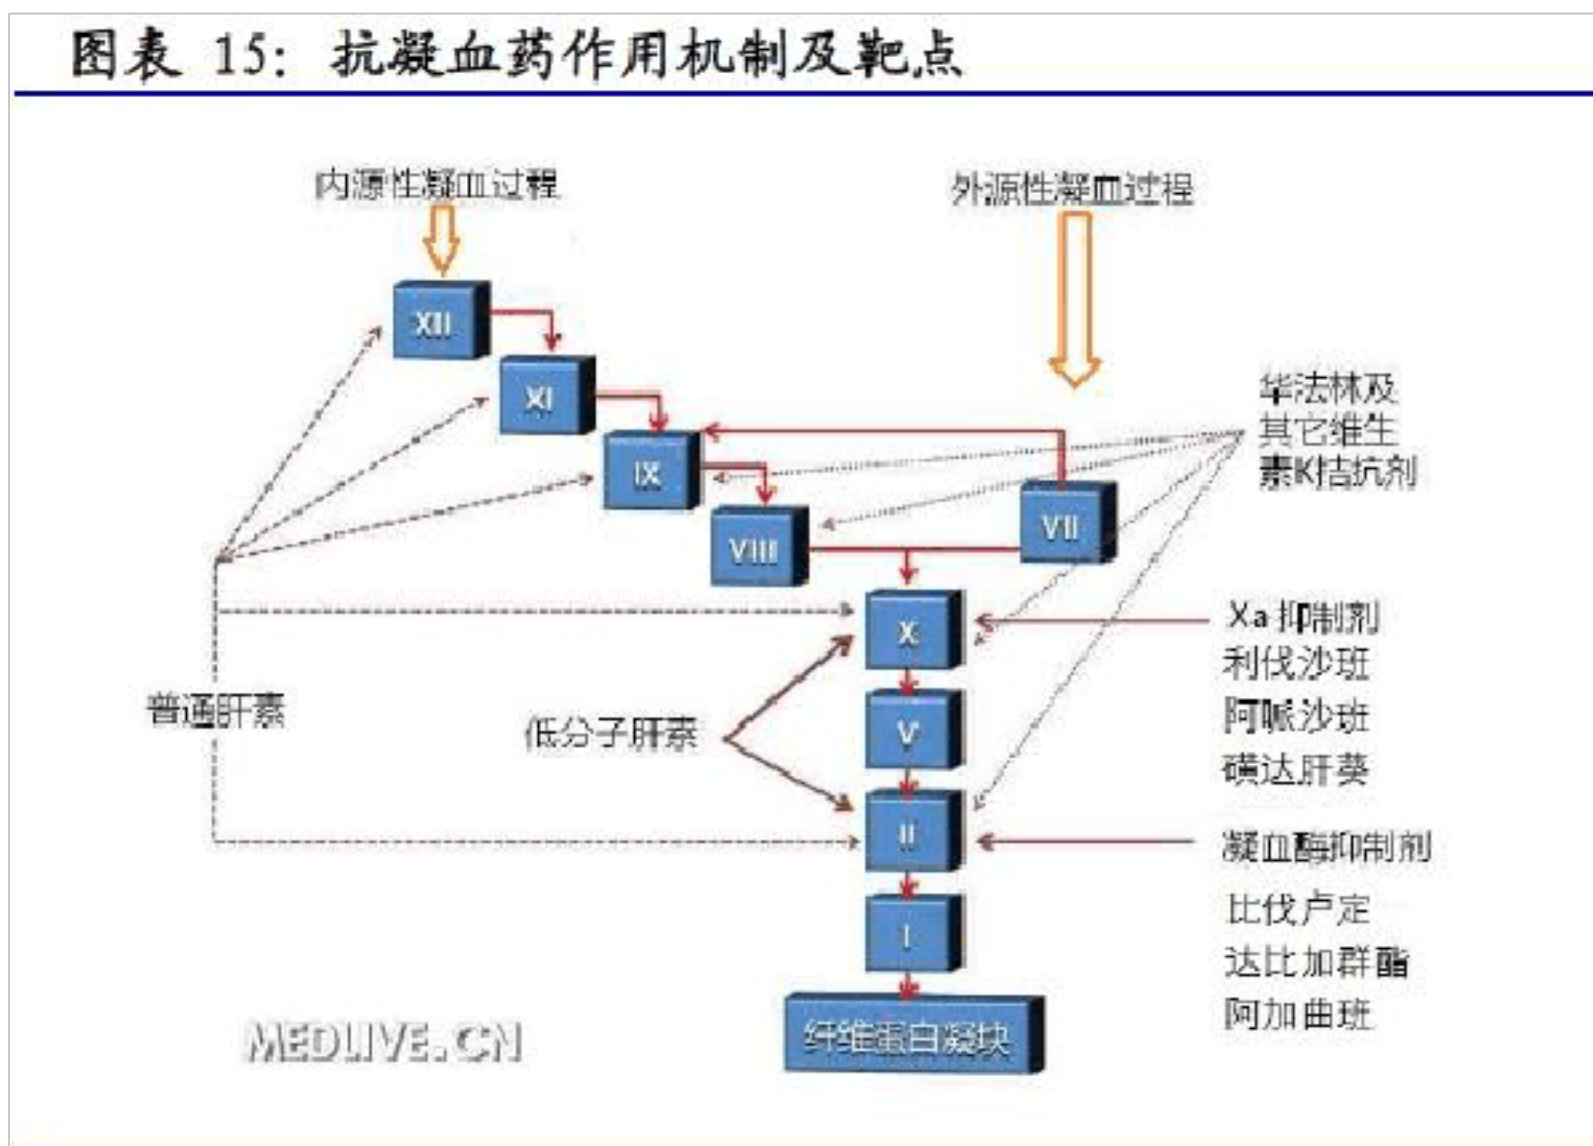 图表 15：抗凝血药作用机制及靶点
内源性凝血过程
外源性凝血过程
XII
XI
IX
VIII
VII
华法林及
其它维生
素K拮抗剂
X
Xa 抑制剂
利伐沙班
阿哌沙班
磺达肝葵
普通肝素
低分子肝素
V
II
凝血酶抑制剂
比伐卢定
达比加群酯
阿加曲班
I
纤维蛋白凝块
MEDLIVE.CN